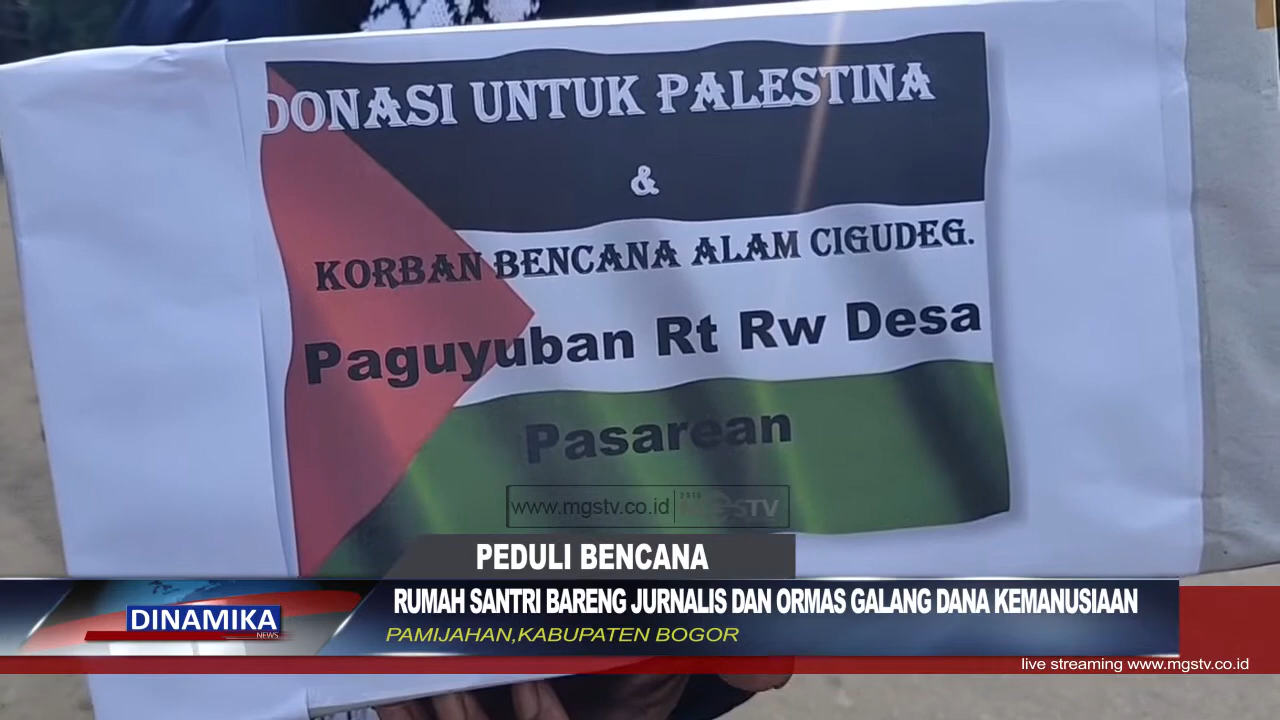 DONASI UNTUK PALESTINA
&
KORBAN BENCANA ALAM CIGUDEG.
Paguyuban Rt Rw Desa
Pasarean
www.mgstv.co.id
PEDULI BENCANA
RUMAH SANTRI BARENG JURNALIS DAN ORMAS GALANG DANA KEMANUSIAAN
DINAMIKA
NEWS
PAMIJAHAN,KABUPATEN BOGOR
live streaming www.mgstv.co.id